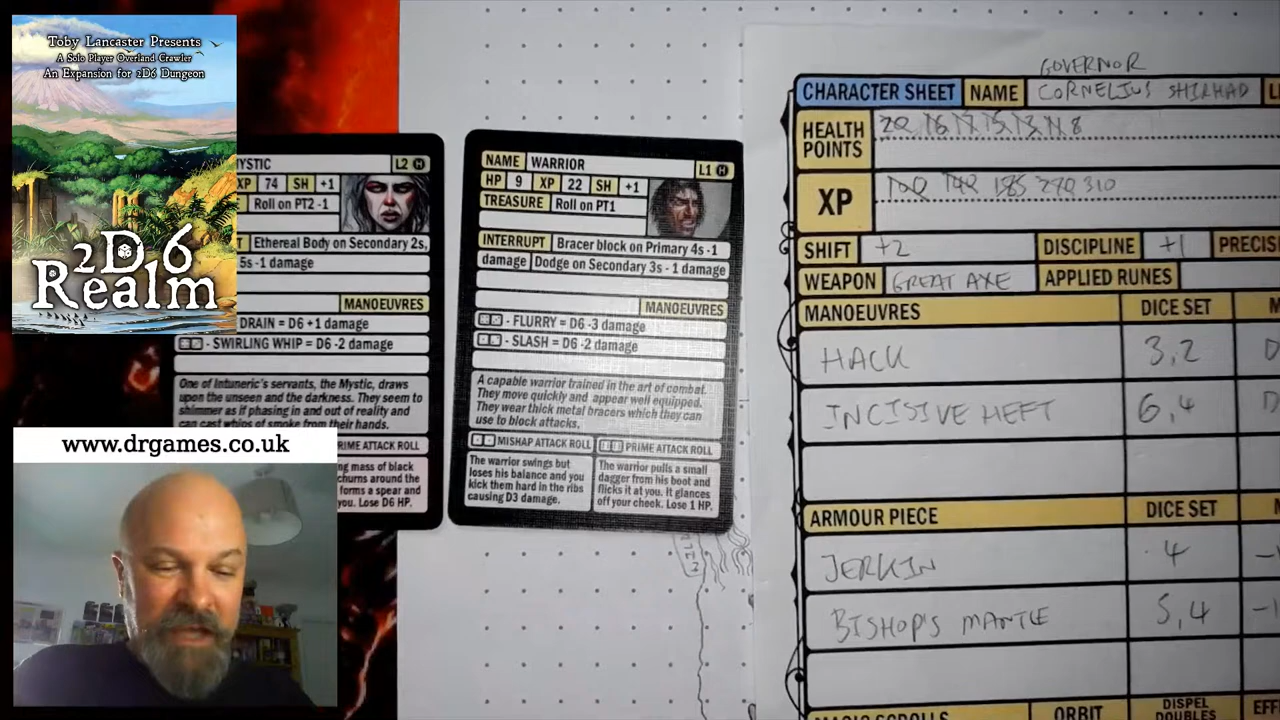 Toby Lancaster Presents
A Solo Player Overland Crawler
An Expansion for 2D6 Dungeon
2D6
Realm
www.drgames.co.uk
MYSTIC L2 H
XP 74 SH +1
Roll on PT2 -1
Ethereal Body on Secondary 2s,
5s -1 damage
MANOEUVRES
DRAIN = D6 +1 damage
- SWIRLING WHIP = D6 -2 damage
One of Intuneric's servants, the Mystic, draws
upon the unseen and the darkness. They seem to
shimmer as if phasing in and out of reality and
can cast whips of smoke from their hands.
PRIME ATTACK ROLL
mass of black
churns around the
forms a spear and
you. Lose D6 HP.
NAME WARRIOR L1 H
HP 9 XP 22 SH +1
TREASURE Roll on PT1
INTERRUPT Bracer block on Primary 4s -1
damage Dodge on Secondary 3s - 1 damage
MANOEUVRES
- FLURRY = D6 -3 damage
- SLASH = D6 -2 damage
A capable warrior trained in the art of combat.
They move quickly and appear well equipped.
They wear thick metal bracers which they can
use to block attacks.
MISHAP ATTACK ROLL
The warrior swings but
loses his balance and you
kick them hard in the ribs
causing D3 damage.
PRIME ATTACK ROLL
The warrior pulls a small
dagger from his boot and
flicks it at you. It glances
off your cheek. Lose 1 HP.
GOVERNOR
CHARACTER SHEET NAME CORNELIUS SHIRHAD
HEALTH POINTS 20 8
XP 310
SHIFT +2 DISCIPLINE +1 PRECIS
WEAPON GREAT AXE APPLIED RUNES
MANOEUVRES DICE SET
HACK 3,2 D
INCISIVE HEFT 6,4 D
ARMOUR PIECE DICE SET
JERKIN 4
BISHOP'S MANTLE 5,4
MAGIC SCROLLS ORBIT DISPEL DOUBLES EFF